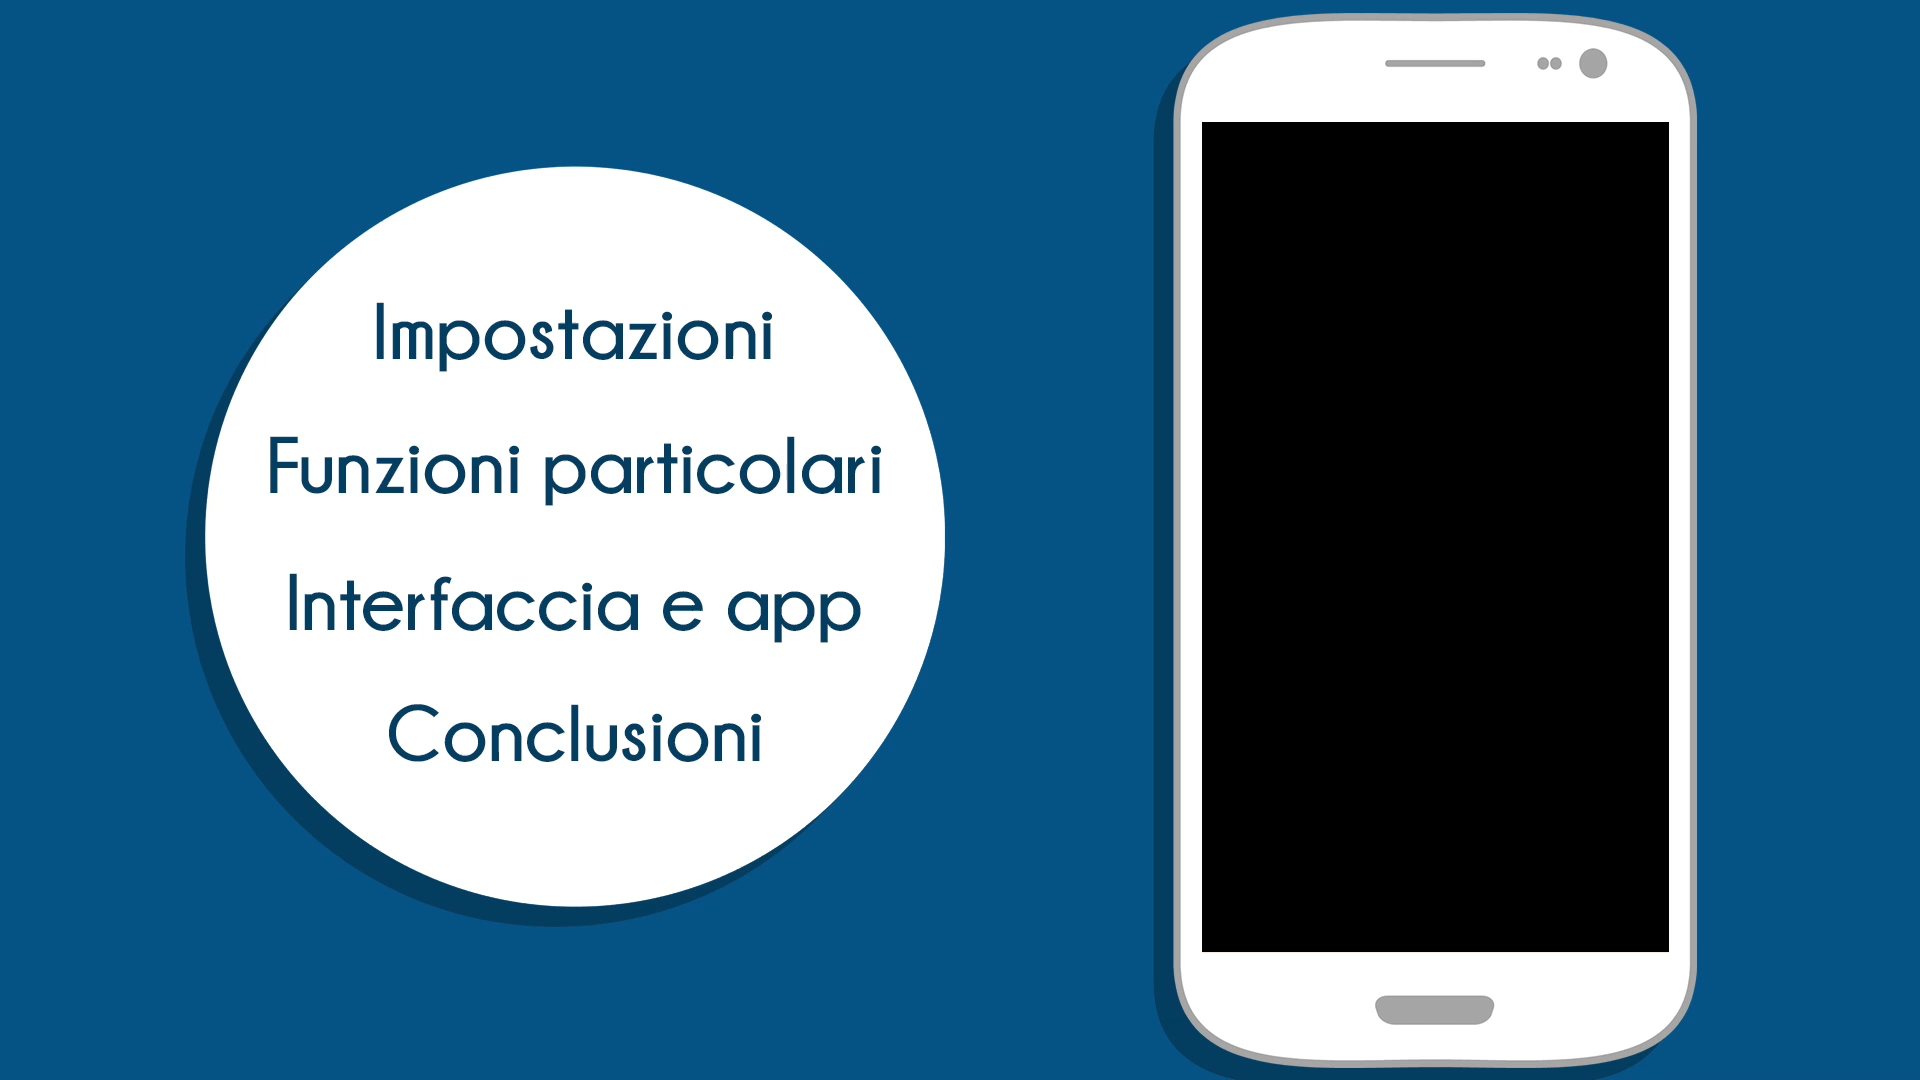 Impostazioni
Funzioni particolari
Interfaccia e app
Conclusioni